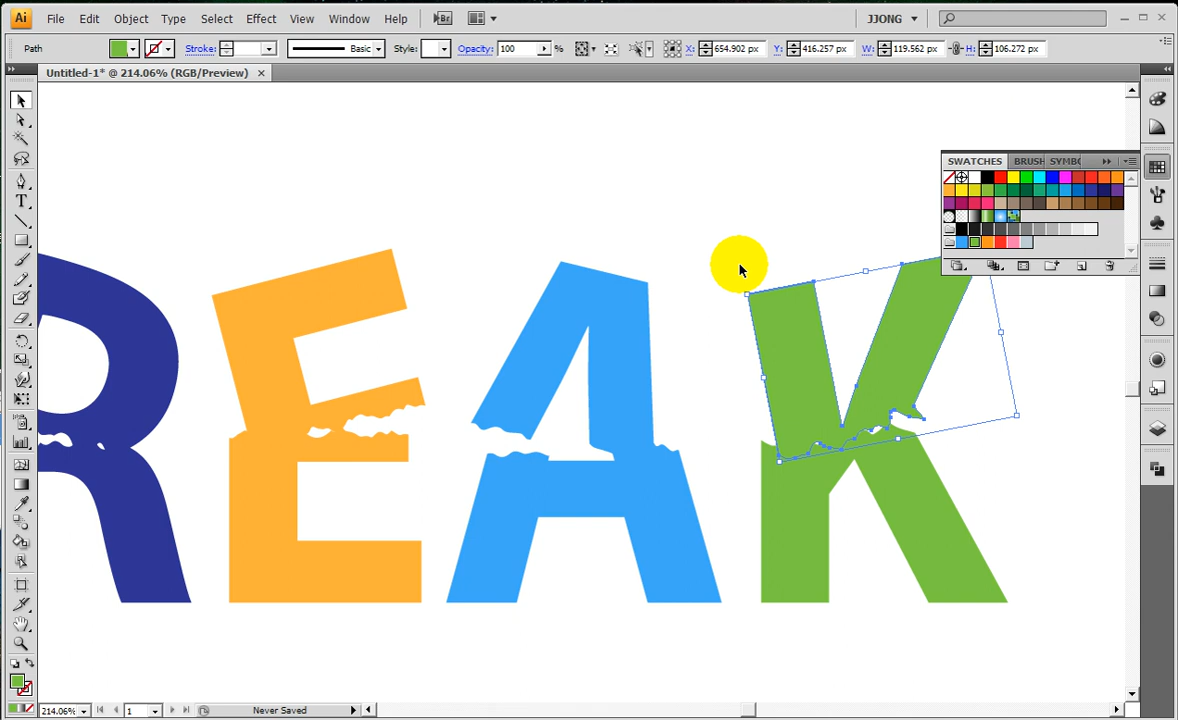 Ai File Edit Object Type Select Effect View Window Help Br JJONG
Path Stroke: Basic Style: Opacity: 100 % X: 654.902 px Y: 416.257 px W: 119.562 px H: 106.272 px
Untitled-1* @ 214.06% (RGB/Preview)
SWATCHES BRUSH SYMBO
REAK
214.06% 1 Never Saved